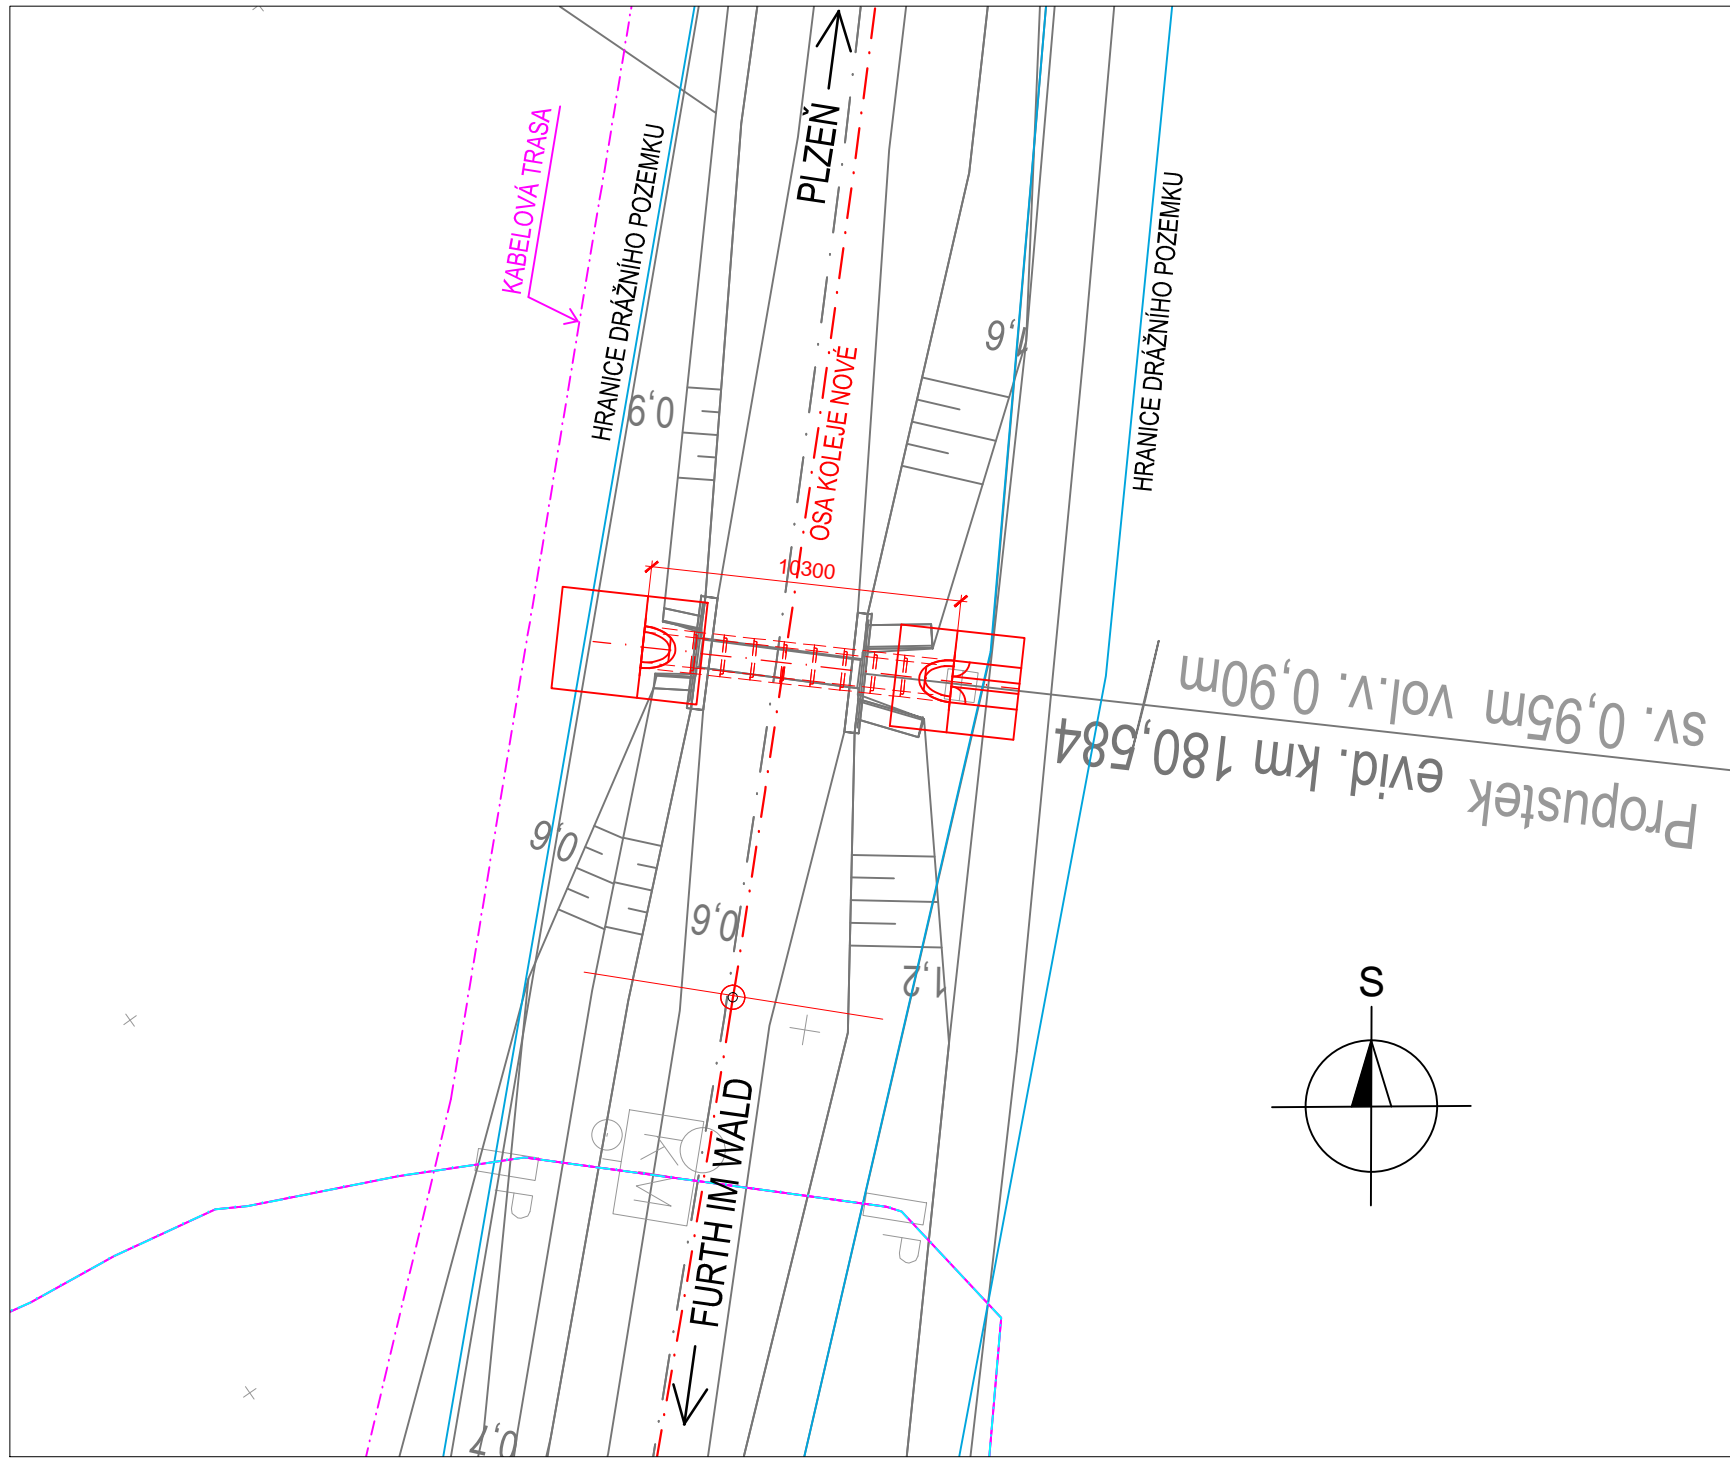 PLZEŇ
KABELOVÁ TRASA
HRANICE DRÁŽNÍHO POZEMKU
HRANICE DRÁŽNÍHO POZEMKU
1,6
0,9
OSA KOLEJE NOVÉ
10300
sv. 0,95m vol.v. 0,90m
Propustek evid. km 180,584
0,6
0,6
1,2
S
KM
P
P
FURTH IM WALD
0,7